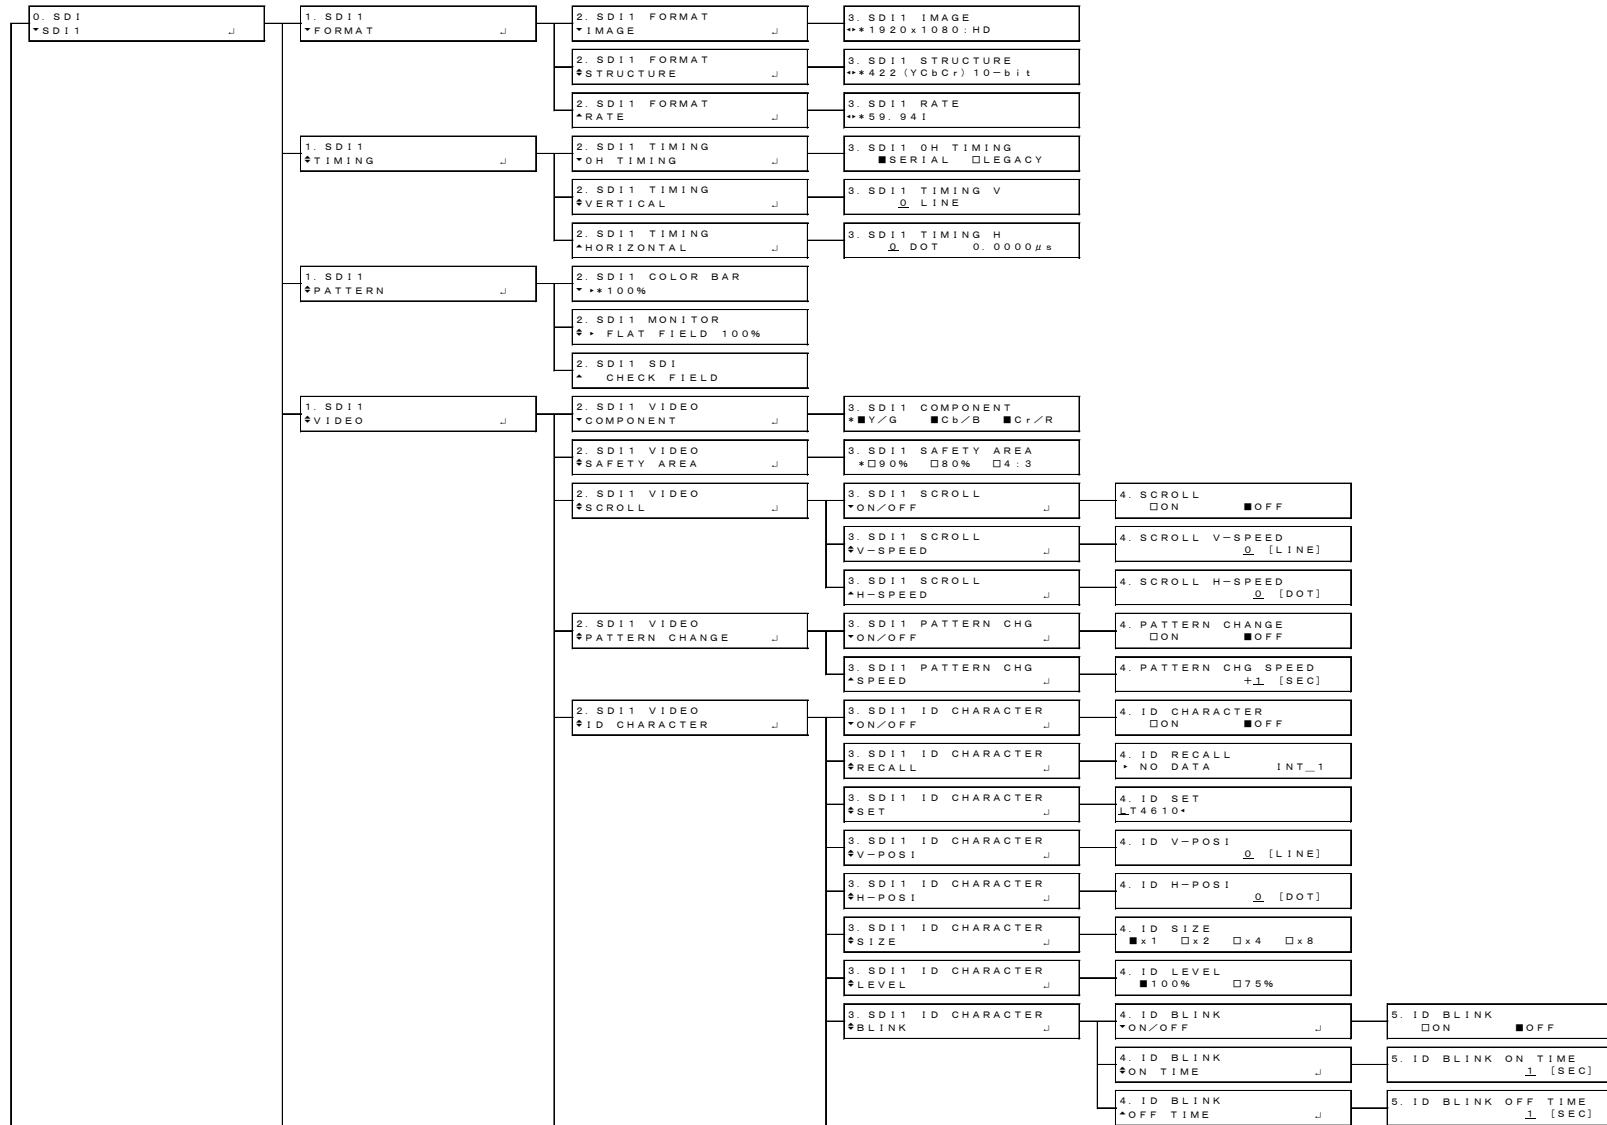 0. SDI
▾SDI1 ↵
1. SDI1
▾FORMAT ↵
2. SDI1 FORMAT
▾IMAGE ↵
3. SDI1 IMAGE
◂▸*1920x1080:HD
2. SDI1 FORMAT
♦STRUCTURE ↵
3. SDI1 STRUCTURE
◂▸*422(YCbCr)10-bit
2. SDI1 FORMAT
▴RATE ↵
3. SDI1 RATE
◂▸*59.94I
1. SDI1
♦TIMING ↵
2. SDI1 TIMING
▾0H TIMING ↵
3. SDI1 0H TIMING
■SERIAL □LEGACY
2. SDI1 TIMING
♦VERTICAL ↵
3. SDI1 TIMING V
0 LINE
2. SDI1 TIMING
▴HORIZONTAL ↵
3. SDI1 TIMING H
0 DOT 0.0000μs
1. SDI1
♦PATTERN ↵
2. SDI1 COLOR BAR
▾ ▸*100%
2. SDI1 MONITOR
♦ ▸ FLAT FIELD 100%
2. SDI1 SDI
▴ CHECK FIELD
1. SDI1
♦VIDEO ↵
2. SDI1 VIDEO
▾COMPONENT ↵
3. SDI1 COMPONENT
*■Y/G ■Cb/B ■Cr/R
2. SDI1 VIDEO
♦SAFETY AREA ↵
3. SDI1 SAFETY AREA
*□90% □80% □4:3
2. SDI1 VIDEO
♦SCROLL ↵
3. SDI1 SCROLL
▾ON/OFF ↵
4. SCROLL
□ON ■OFF
3. SDI1 SCROLL
♦V-SPEED ↵
4. SCROLL V-SPEED
0 [LINE]
3. SDI1 SCROLL
▴H-SPEED ↵
4. SCROLL H-SPEED
0 [DOT]
2. SDI1 VIDEO
♦PATTERN CHANGE ↵
3. SDI1 PATTERN CHG
▾ON/OFF ↵
4. PATTERN CHANGE
□ON ■OFF
3. SDI1 PATTERN CHG
▴SPEED ↵
4. PATTERN CHG SPEED
+1 [SEC]
2. SDI1 VIDEO
♦ID CHARACTER ↵
3. SDI1 ID CHARACTER
▾ON/OFF ↵
4. ID CHARACTER
□ON ■OFF
3. SDI1 ID CHARACTER
♦RECALL ↵
4. ID RECALL
▸ NO DATA INT_1
3. SDI1 ID CHARACTER
♦SET ↵
4. ID SET
LT4610◂
3. SDI1 ID CHARACTER
♦V-POSI ↵
4. ID V-POSI
0 [LINE]
3. SDI1 ID CHARACTER
♦H-POSI ↵
4. ID H-POSI
0 [DOT]
3. SDI1 ID CHARACTER
♦SIZE ↵
4. ID SIZE
■x1 □x2 □x4 □x8
3. SDI1 ID CHARACTER
♦LEVEL ↵
4. ID LEVEL
■100% □75%
3. SDI1 ID CHARACTER
♦BLINK ↵
4. ID BLINK
▾ON/OFF ↵
5. ID BLINK
□ON ■OFF
4. ID BLINK
♦ON TIME ↵
5. ID BLINK ON TIME
1 [SEC]
4. ID BLINK
▴OFF TIME ↵
5. ID BLINK OFF TIME
1 [SEC]